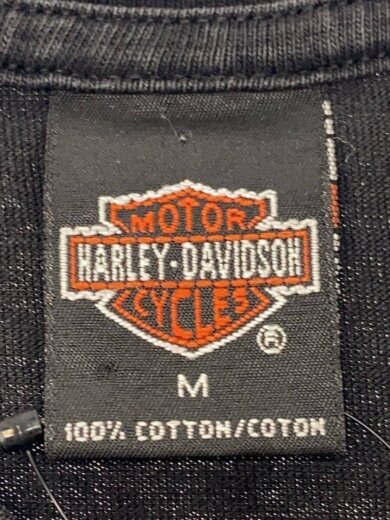 MOTOR
HARLEY-DAVIDSON
CYCLES
®
M
100% COTTON/COTON